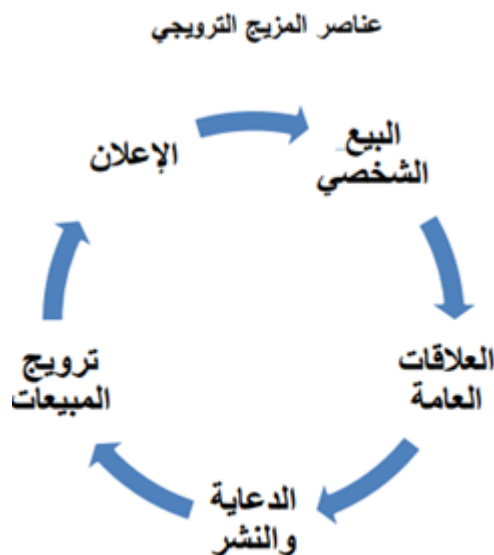 عناصر المزيج الترويجي
البيع
الشخصي
العلاقات
العامة
الدعاية
والنشر
ترويج
المبيعات
الإعلان